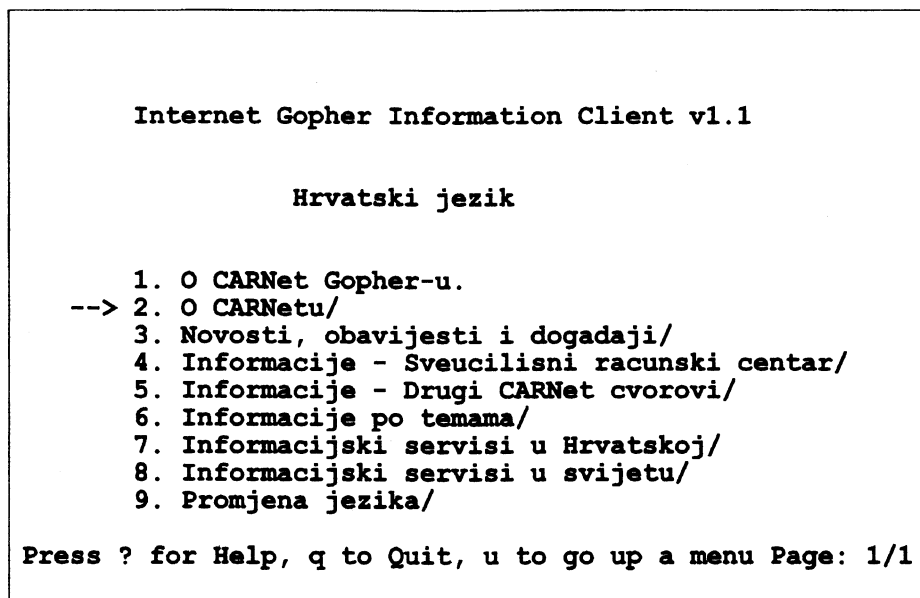 Internet Gopher Information Client v1.1
Hrvatski jezik
1. O CARNet Gopher-u.
--> 2. O CARNetu/
3. Novosti, obavijesti i dogadaji/
4. Informacije - Sveucilisni racunski centar/
5. Informacije - Drugi CARNet cvorovi/
6. Informacije po temama/
7. Informacijski servisi u Hrvatskoj/
8. Informacijski servisi u svijetu/
9. Promjena jezika/
Press ? for Help, q to Quit, u to go up a menu Page: 1/1